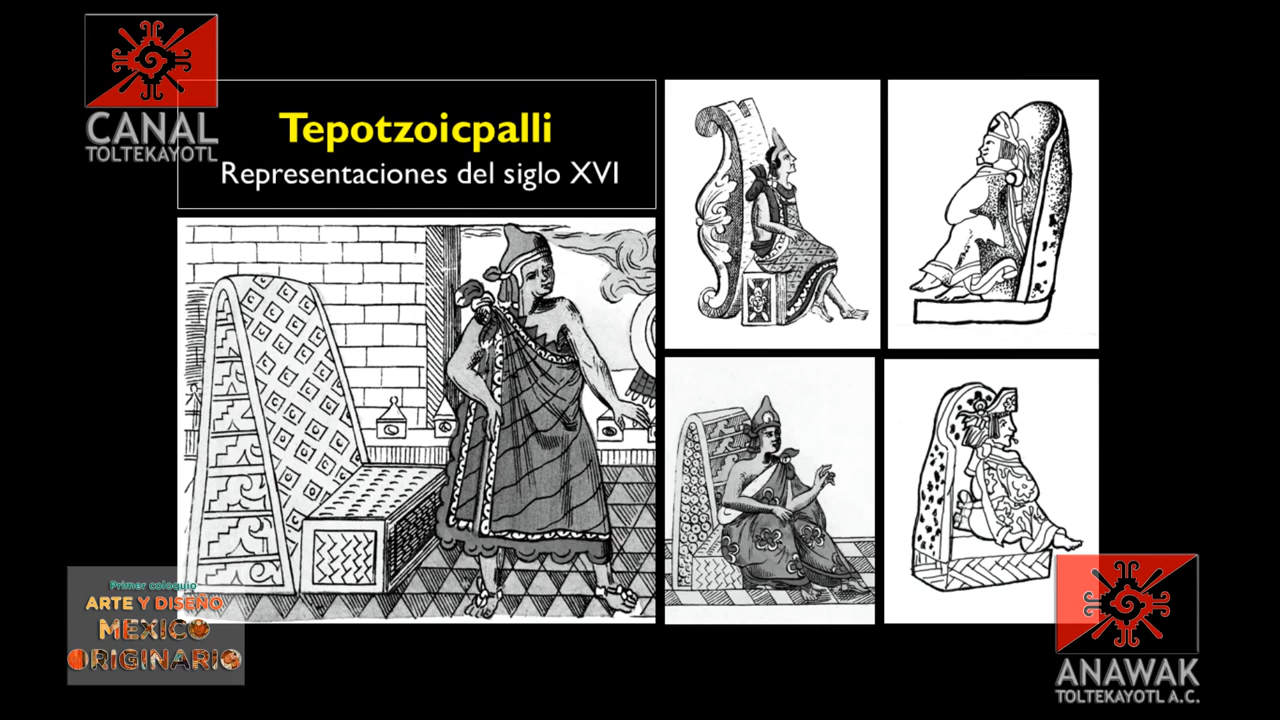 CANAL
TOLTEKAYOTL
Tepotzoicpalli
Representaciones del siglo XVI
Primer coloquio
ARTE Y DISEÑO
MEXICO
ORIGINARIO
ANAWAK
TOLTEKAYOTL A.C.